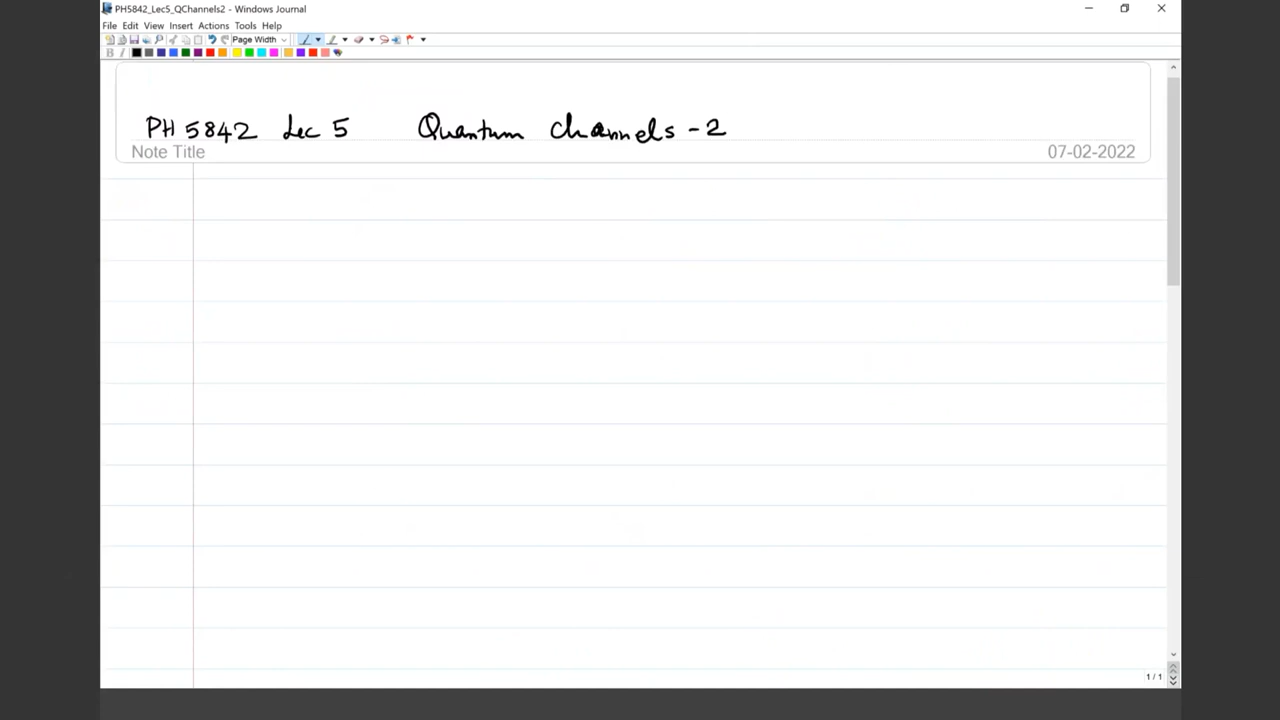 PH5842_Lec5_QChannels2 - Windows Journal
File Edit View Insert Actions Tools Help
Page Width
B I
PH 5842 Lec 5 Quantum Channels - 2
Note Title 07-02-2022
1 / 1